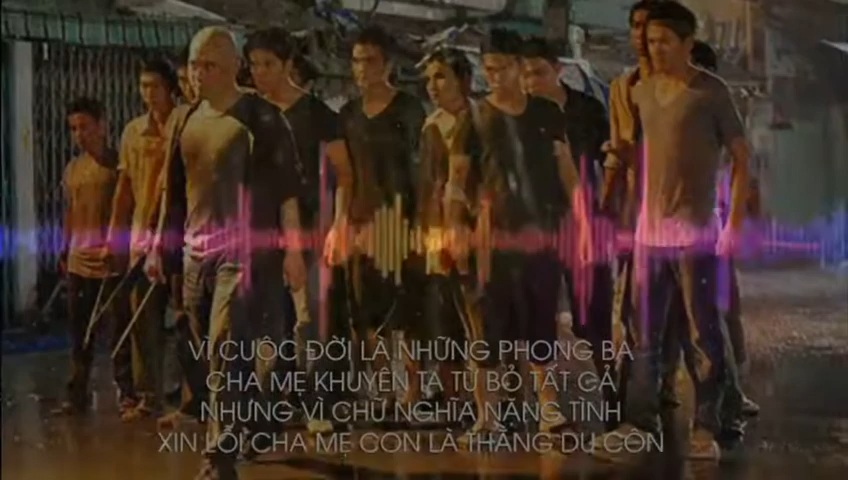 VÌ CUỘC ĐỜI LÀ NHỮNG PHONG BA
CHA MẸ KHUYÊN TA TỪ BỎ TẤT CẢ
NHƯNG VÌ CHỮ NGHĨA NẶNG TÌNH
XIN LỖI CHA MẸ CON LÀ THẰNG DU CÔN